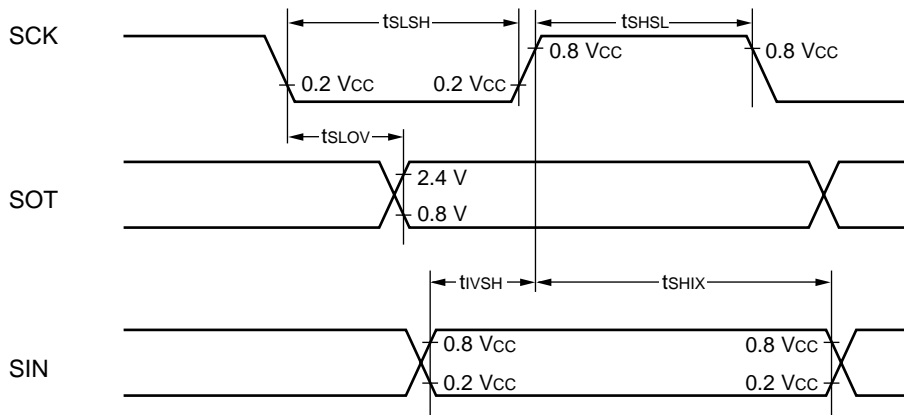 tSLSH tSHSL
SCK
0.8 VCC 0.8 VCC
0.2 VCC 0.2 VCC
tSLOV
2.4 V
SOT
0.8 V
tIVSH tSHIX
0.8 VCC 0.8 VCC
SIN
0.2 VCC 0.2 VCC